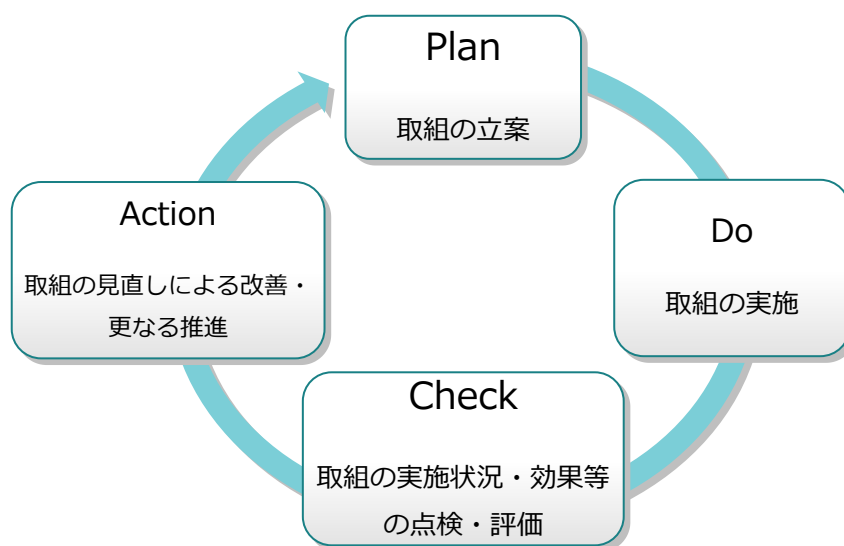 Plan
取組の立案
Do
取組の実施
Check
取組の実施状況・効果等
の点検・評価
Action
取組の見直しによる改善・
更なる推進